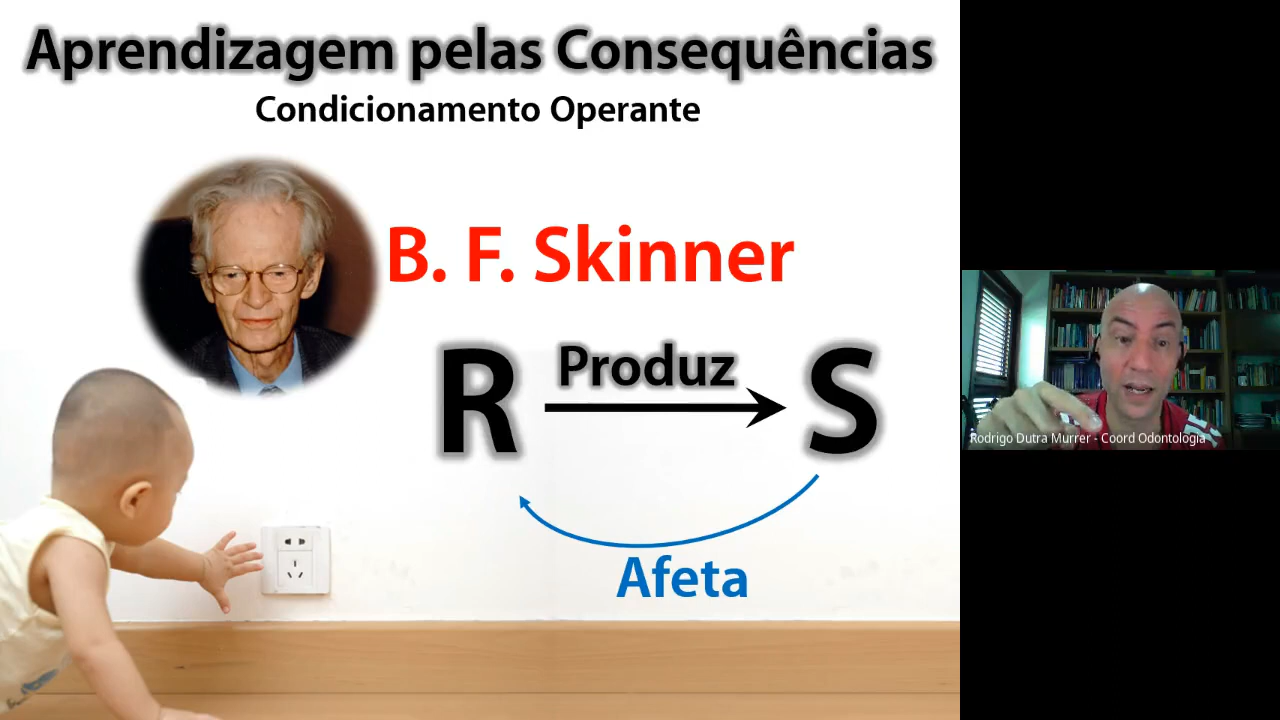 Aprendizagem pelas Consequências
Condicionamento Operante
B. F. Skinner
R Produz S
Afeta
Rodrigo Dutra Murrer - Coord Odontologia